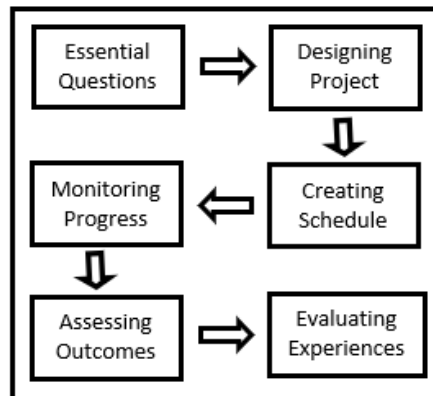 Essential
Questions
Designing
Project
Creating
Schedule
Monitoring
Progress
Assessing
Outcomes
Evaluating
Experiences